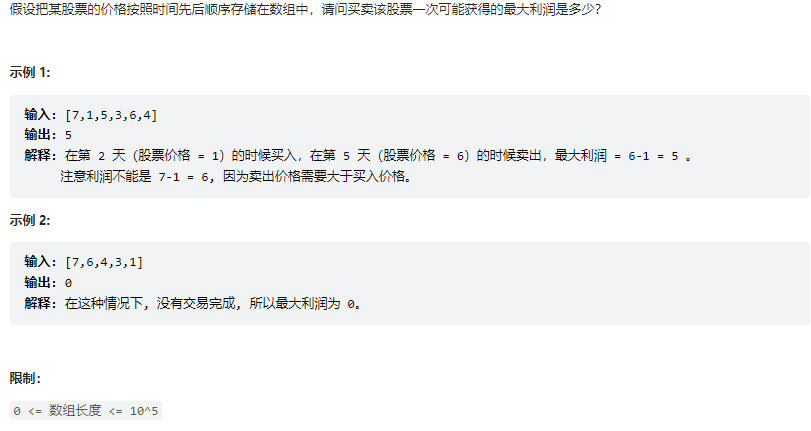 假设把某股票的价格按照时间先后顺序存储在数组中，请问买卖该股票一次可能获得的最大利润是多少？
示例 1:
输入: [7,1,5,3,6,4]
输出: 5
解释: 在第 2 天（股票价格 = 1）的时候买入，在第 5 天（股票价格 = 6）的时候卖出，最大利润 = 6-1 = 5 。
注意利润不能是 7-1 = 6, 因为卖出价格需要大于买入价格。
示例 2:
输入: [7,6,4,3,1]
输出: 0
解释: 在这种情况下, 没有交易完成, 所以最大利润为 0。
限制：
0 <= 数组长度 <= 10^5